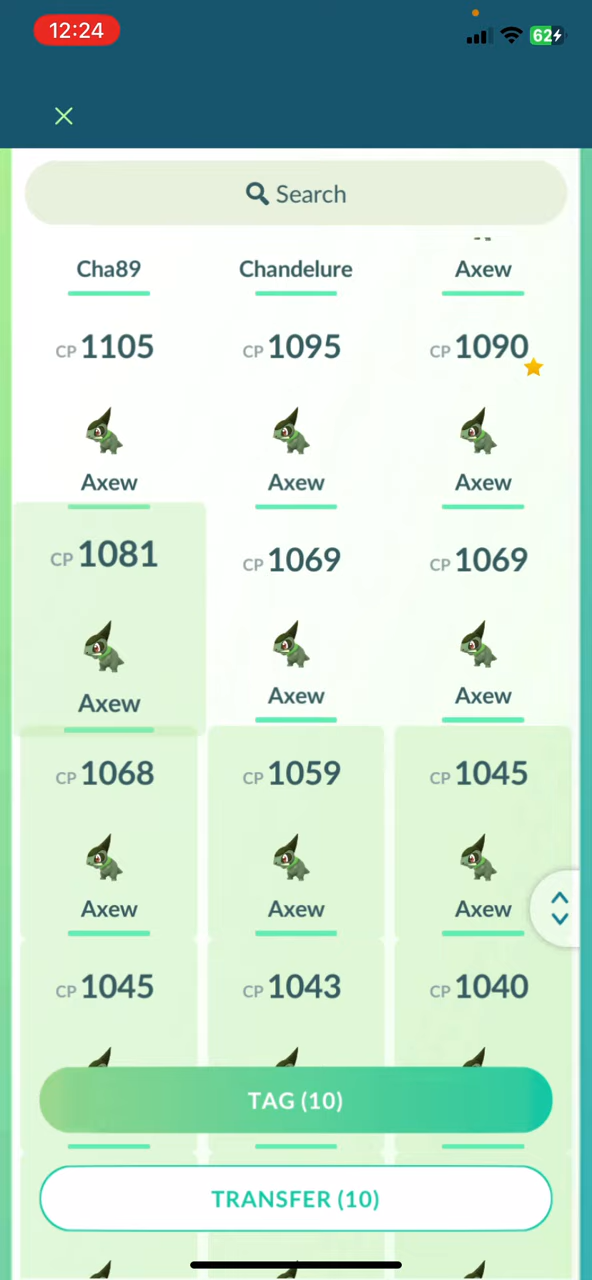 12:24
62
Search
Cha89 Chandelure Axew
CP 1105 CP 1095 CP 1090
Axew Axew Axew
CP 1081 CP 1069 CP 1069
Axew Axew Axew
CP 1068 CP 1059 CP 1045
Axew Axew Axew
CP 1045 CP 1043 CP 1040
TAG (10)
TRANSFER (10)